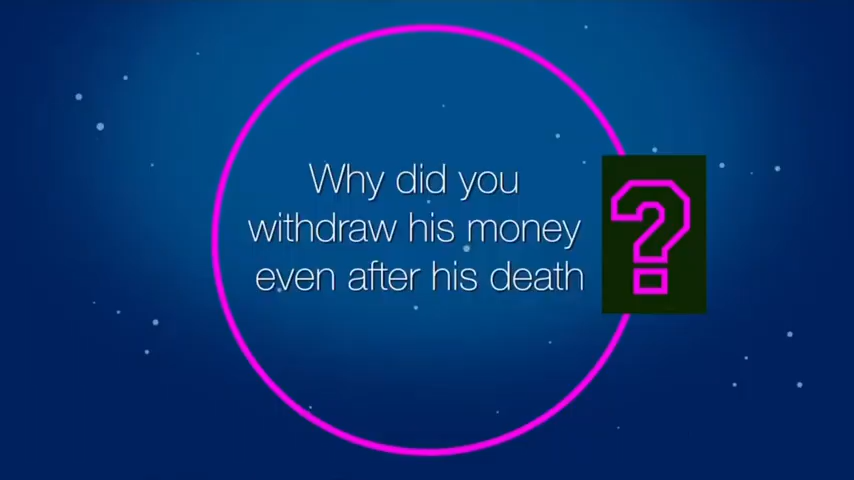 Why did you
withdraw his money
even after his death
?